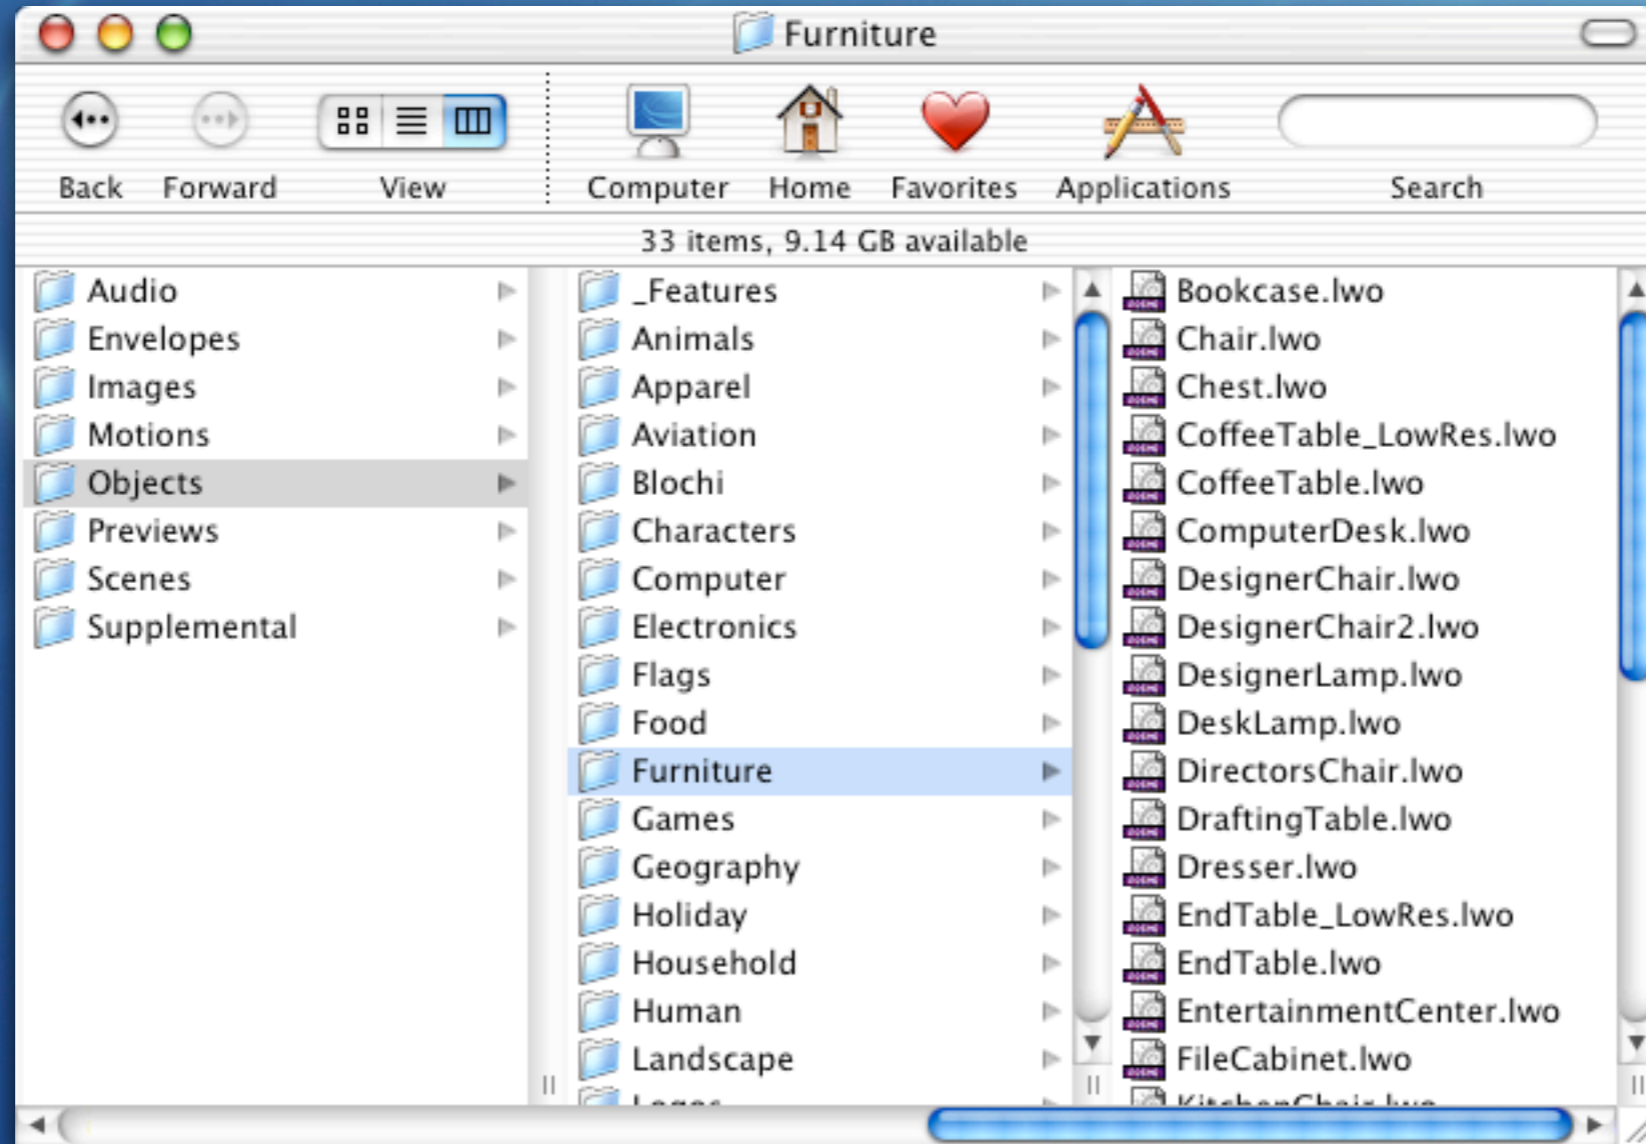 Furniture
Back Forward View Computer Home Favorites Applications Search
33 items, 9.14 GB available
Audio
Envelopes
Images
Motions
Objects
Previews
Scenes
Supplemental
_Features
Animals
Apparel
Aviation
Blochi
Characters
Computer
Electronics
Flags
Food
Furniture
Games
Geography
Holiday
Household
Human
Landscape
Logos
Bookcase.lwo
Chair.lwo
Chest.lwo
CoffeeTable_LowRes.lwo
CoffeeTable.lwo
ComputerDesk.lwo
DesignerChair.lwo
DesignerChair2.lwo
DesignerLamp.lwo
DeskLamp.lwo
DirectorsChair.lwo
DraftingTable.lwo
Dresser.lwo
EndTable_LowRes.lwo
EndTable.lwo
EntertainmentCenter.lwo
FileCabinet.lwo
KitchenChair.lwo